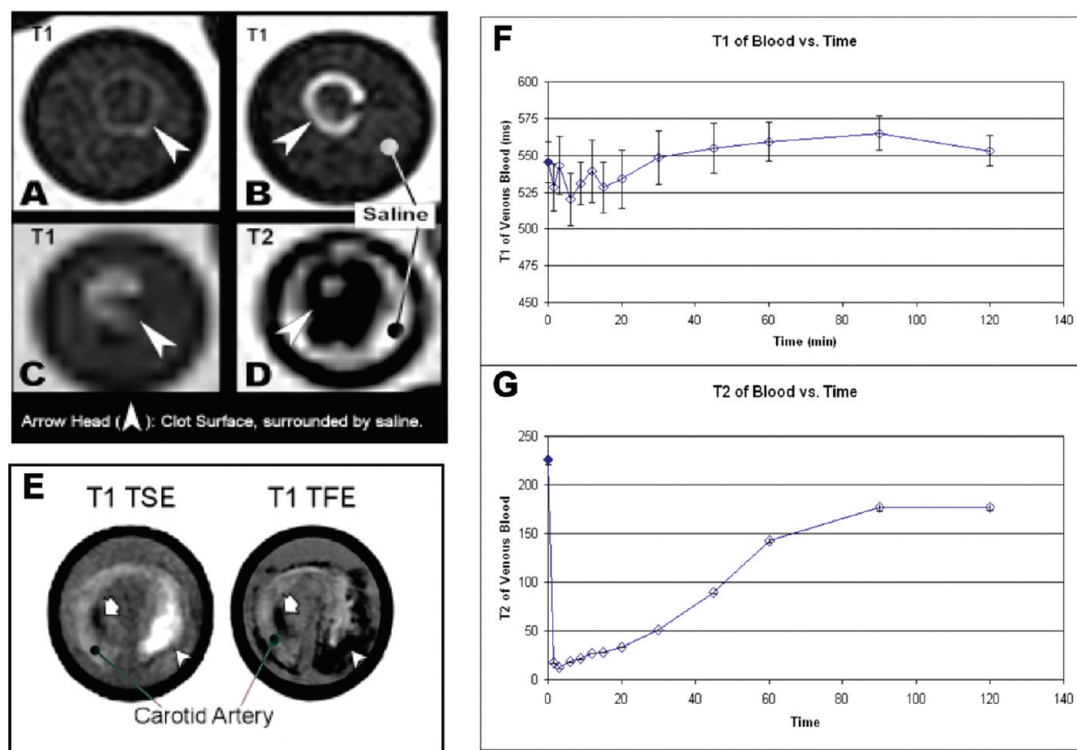 T1
A
T1
B
Saline
T1
C
T2
D
Arrow Head ( ): Clot Surface, surrounded by saline.
E
T1 TSE
T1 TFE
Carotid Artery
F
T1 of Blood vs. Time
T1 of Venous Blood (ms)
600
575
550
525
500
475
450
0 20 40 60 80 100 120
Time (min)
G
T2 of Blood vs. Time
T2 of Venous Blood
250
200
150
100
50
0
0 20 40 60 80 100 120
Time